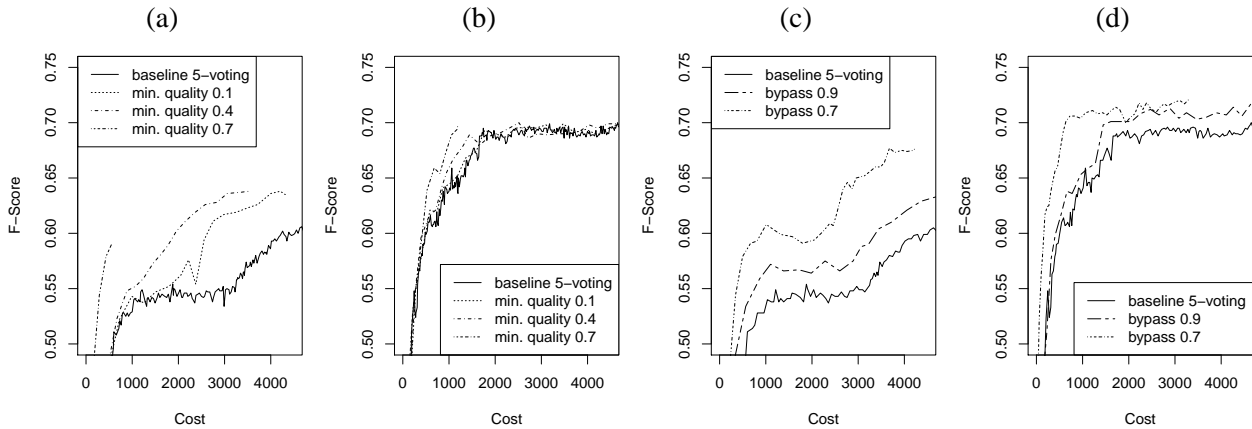 (a)
F−Score
0.75
0.70
0.65
0.60
0.55
0.50
baseline 5−voting
min. quality 0.1
min. quality 0.4
min. quality 0.7
0 1000 2000 3000 4000
Cost
(b)
F−Score
0.75
0.70
0.65
0.60
0.55
0.50
baseline 5−voting
min. quality 0.1
min. quality 0.4
min. quality 0.7
0 1000 2000 3000 4000
Cost
(c)
F−Score
0.75
0.70
0.65
0.60
0.55
0.50
baseline 5−voting
bypass 0.9
bypass 0.7
0 1000 2000 3000 4000
Cost
(d)
F−Score
0.75
0.70
0.65
0.60
0.55
0.50
baseline 5−voting
bypass 0.9
bypass 0.7
0 1000 2000 3000 4000
Cost